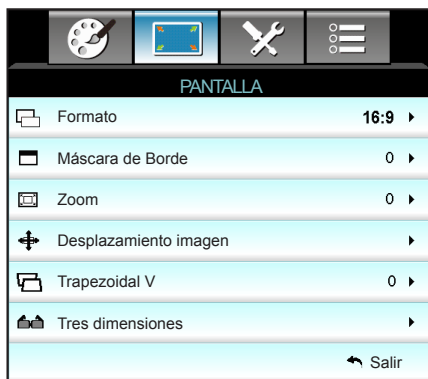 PANTALLA
Formato 16:9
Máscara de Borde 0
Zoom 0
Desplazamiento imagen
Trapezoidal V 0
Tres dimensiones
Salir